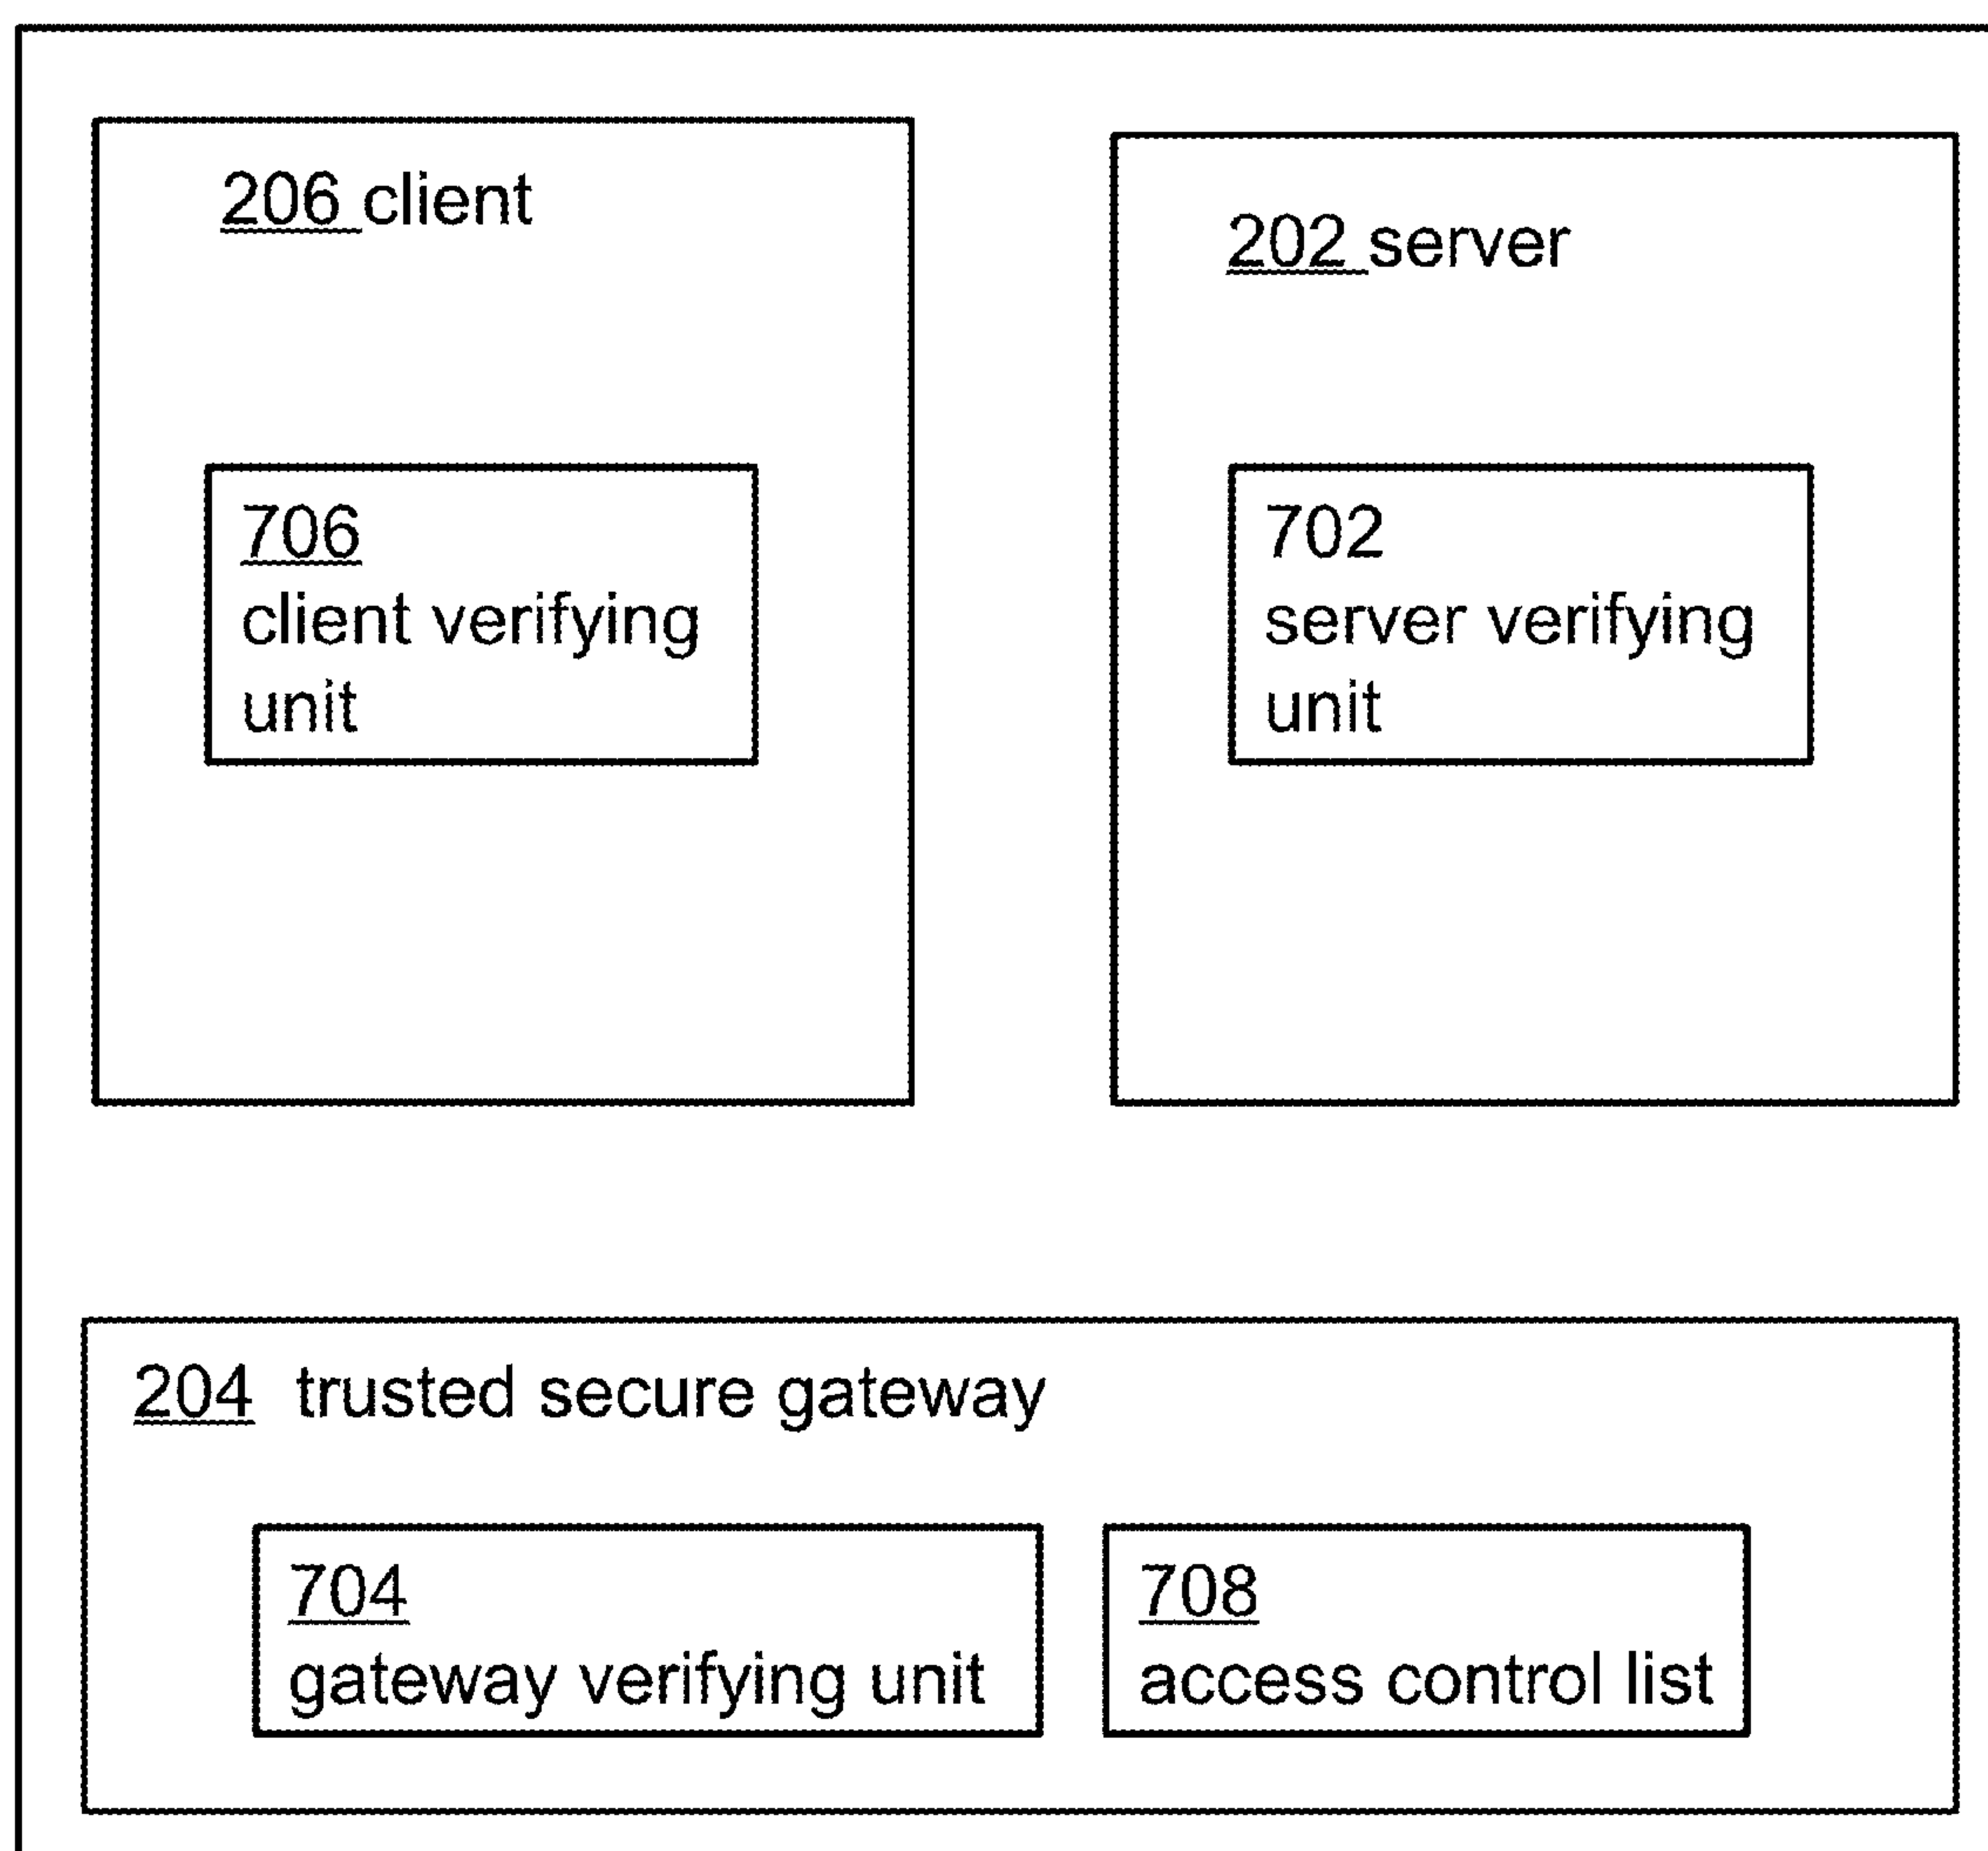 206 client
706
client verifying
unit
202 server
702
server verifying
unit
204 trusted secure gateway
704
gateway verifying unit
708
access control list